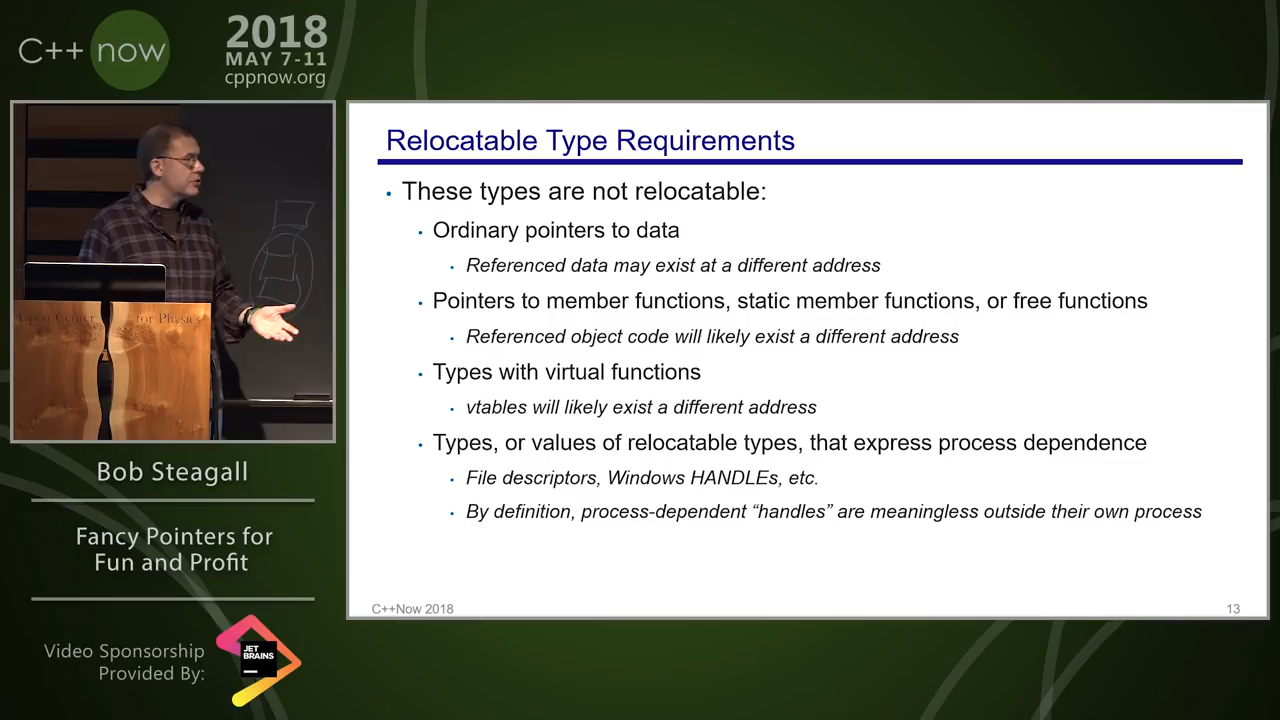 C++ now
2018
MAY 7-11
cppnow.org
Relocatable Type Requirements
• These types are not relocatable:
• Ordinary pointers to data
• Referenced data may exist at a different address
• Pointers to member functions, static member functions, or free functions
• Referenced object code will likely exist a different address
• Types with virtual functions
• vtables will likely exist a different address
• Types, or values of relocatable types, that express process dependence
• File descriptors, Windows HANDLEs, etc.
• By definition, process-dependent “handles” are meaningless outside their own process
C++Now 2018
13
Aspen Center for Physics
Bob Steagall
Fancy Pointers for
Fun and Profit
Video Sponsorship
Provided By:
JET
BRAINS